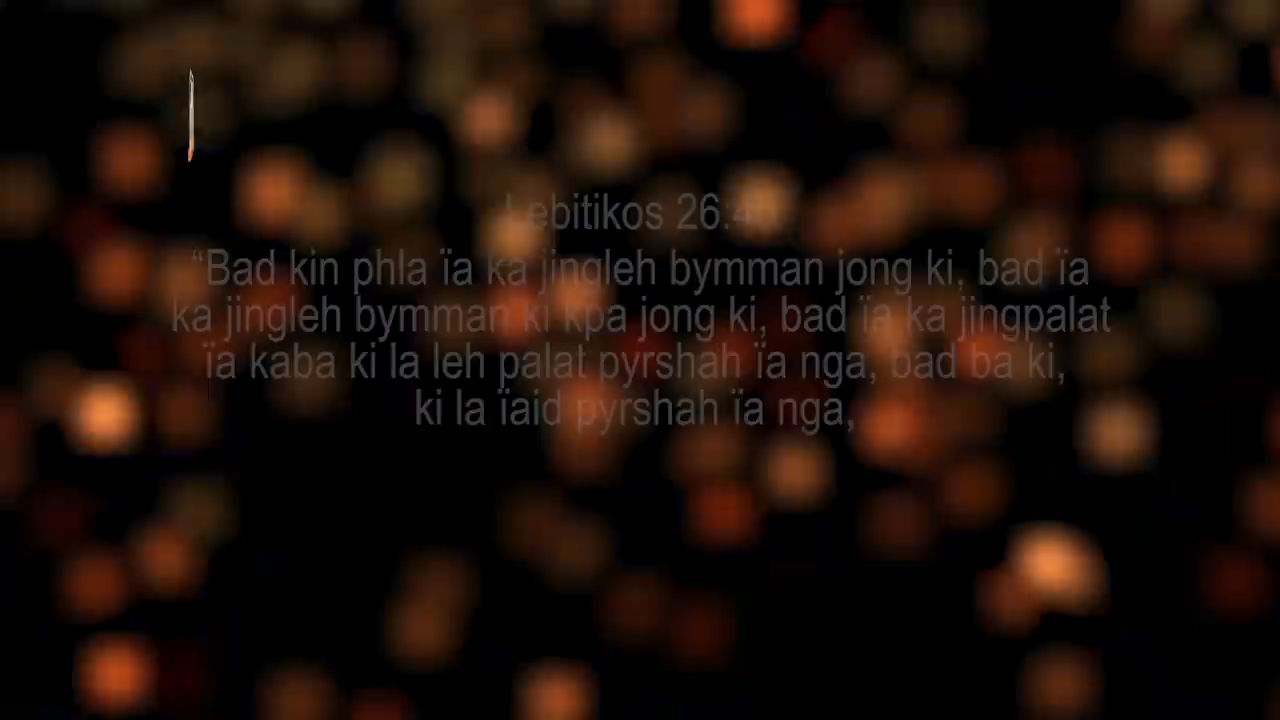 Lebitikos 26:40
“Bad kin phla ïa ka jingleh bymman jong ki, bad ïa
ka jingleh bymman ki kpa jong ki, bad ïa ka jingpalat
ïa kaba ki la leh palat pyrshah ïa nga, bad ba ki,
ki la ïaid pyrshah ïa nga,